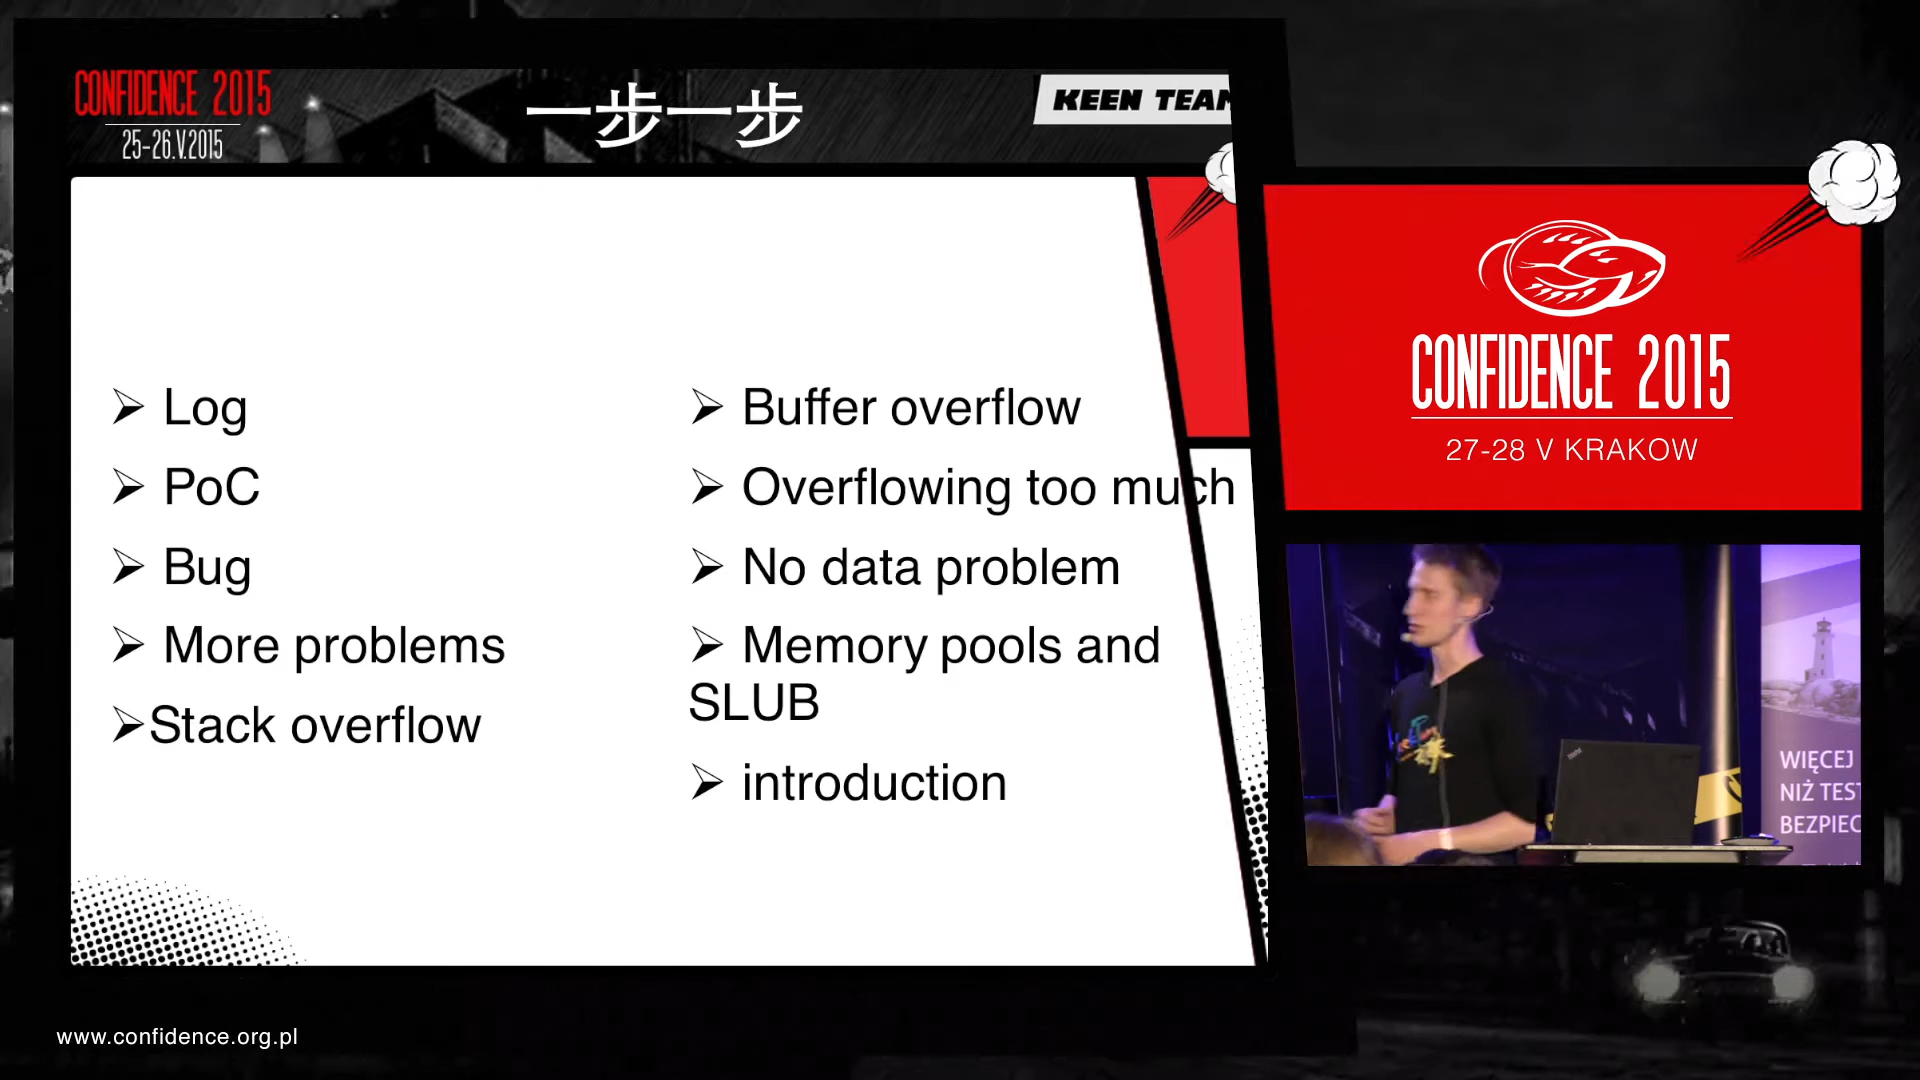 CONFIDENCE 2015
25-26.V.2015
一步一步
KEEN TEAM
Log
PoC
Bug
More problems
Stack overflow
Buffer overflow
Overflowing too much
No data problem
Memory pools and
SLUB
introduction
CONFIDENCE 2015
27-28 V KRAKOW
WIĘCEJ
NIŻ TEST
BEZPIEC
www.confidence.org.pl